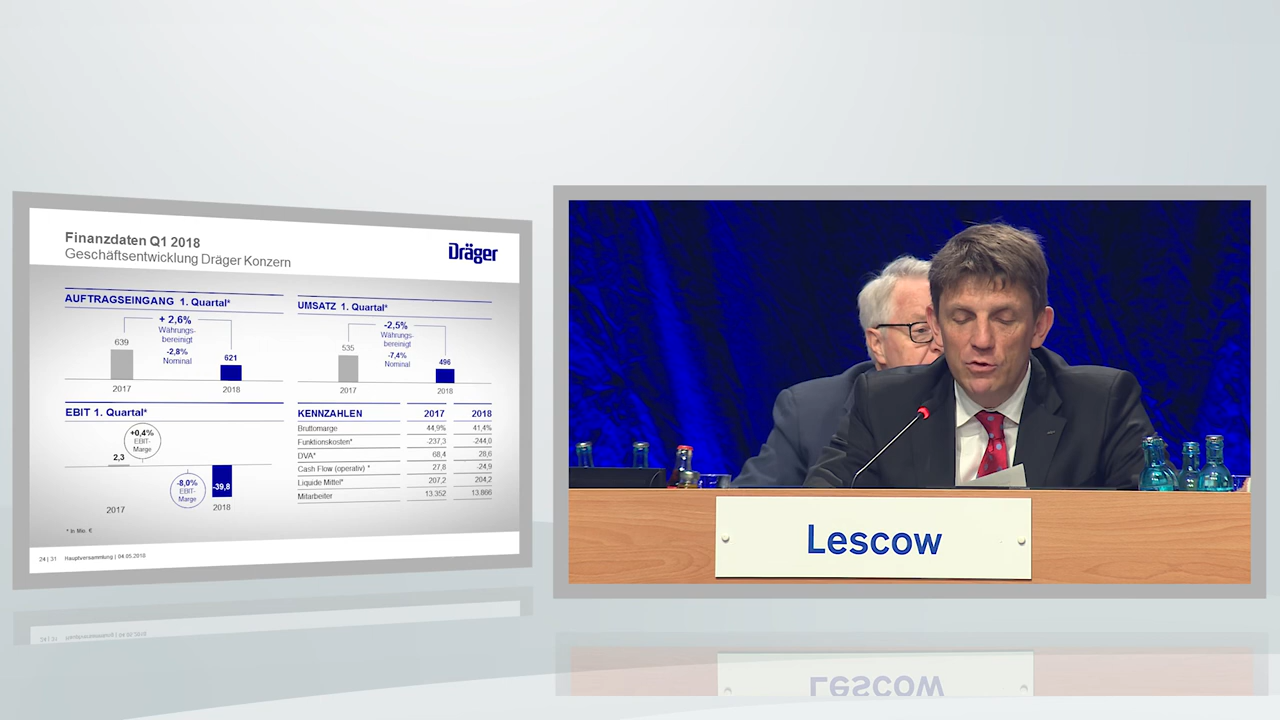 Finanzdaten Q1 2018
Geschäftsentwicklung Dräger Konzern
Dräger
AUFTRAGSEINGANG 1. Quartal*
+ 2,6%
Währungs-
bereinigt
-2,8%
Nominal
639
621
2017
2018
UMSATZ 1. Quartal*
-2,5%
Währungs-
bereinigt
-7,4%
Nominal
535
496
2017
2018
EBIT 1. Quartal*
+0,4%
EBIT-
Marge
2,3
-8,0%
EBIT-
Marge
-39,8
2017
2018
KENNZAHLEN 2017 2018
Bruttomarge 44,9% 41,4%
Funktionskosten* -237,3 -244,0
DVA* 68,4 28,6
Cash Flow (operativ) * 27,8 -24,9
Liquide Mittel* 207,2 204,2
Mitarbeiter 13.352 13.866
* in Mio. €
24 | 31 Hauptversammlung | 04.05.2018
Lescow